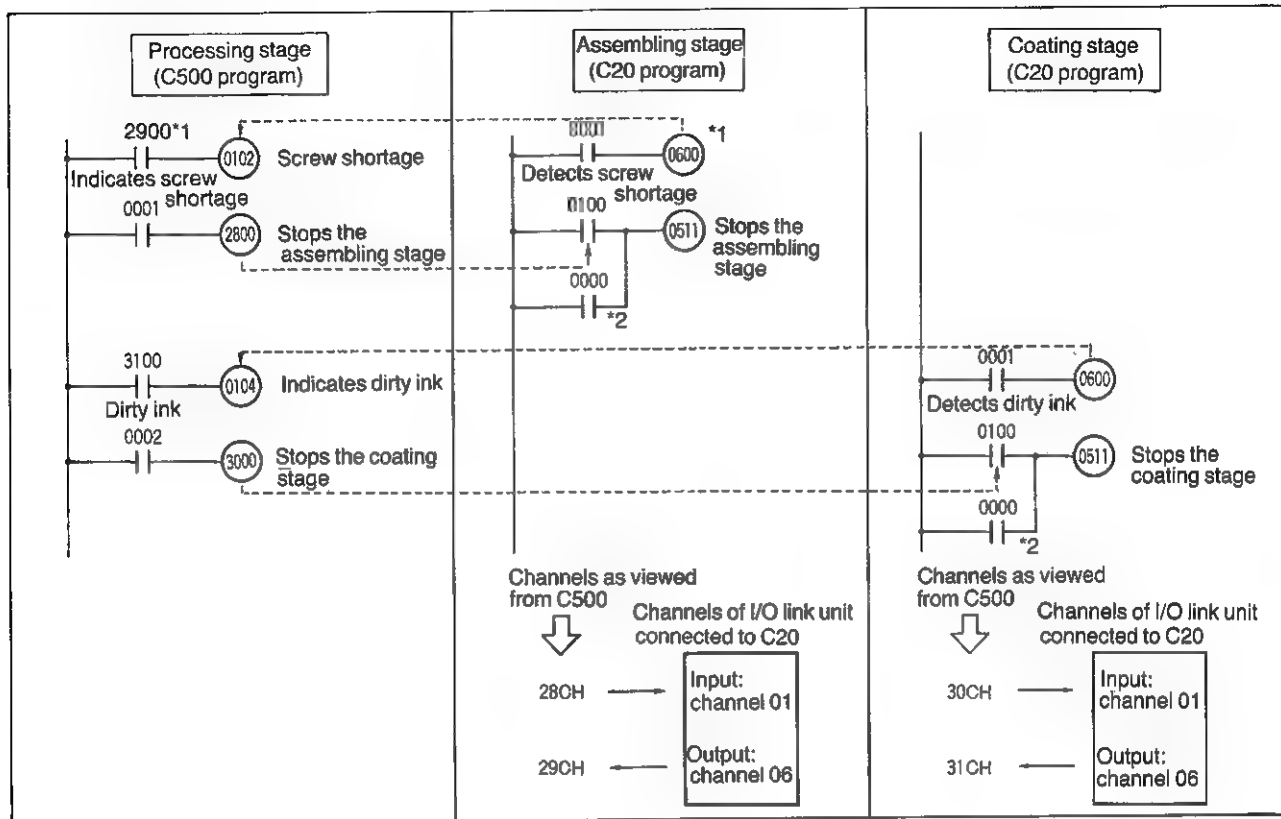 Processing stage
(C500 program)
2900*1
0102
Screw shortage
Indicates screw
shortage
0001
2800
Stops the
assembling stage
3100
0104
Indicates dirty ink
Dirty ink
0002
3000
Stops the coating
stage
Assembling stage
(C20 program)
0600
*1
Detects screw
shortage
0100
0511
Stops the
assembling
stage
0000
*2
Channels as viewed
from C500
Channels of I/O link unit
connected to C20
28CH
Input:
channel 01
29CH
Output:
channel 06
Coating stage
(C20 program)
0001
0600
Detects dirty ink
0100
0511
Stops the
coating stage
0000
*2
Channels as viewed
from C500
Channels of I/O link unit
connected to C20
30CH
Input:
channel 01
31CH
Output:
channel 06